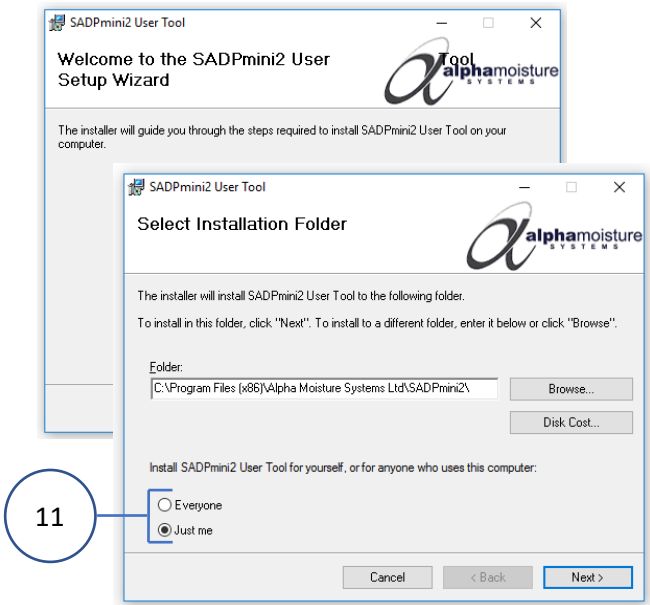 SADPmini2 User Tool
Welcome to the SADPmini2 User Tool
Setup Wizard
alphamoisture
SYSTEMS
The installer will guide you through the steps required to install SADPmini2 User Tool on your
computer.
SADPmini2 User Tool
Select Installation Folder
alphamoisture
SYSTEMS
The installer will install SADPmini2 User Tool to the following folder.
To install in this folder, click "Next". To install to a different folder, enter it below or click "Browse".
Folder:
C:\Program Files (x86)\Alpha Moisture Systems Ltd\SADPmini2\
Browse...
Disk Cost...
Install SADPmini2 User Tool for yourself, or for anyone who uses this computer:
11
Everyone
Just me
Cancel
< Back
Next >